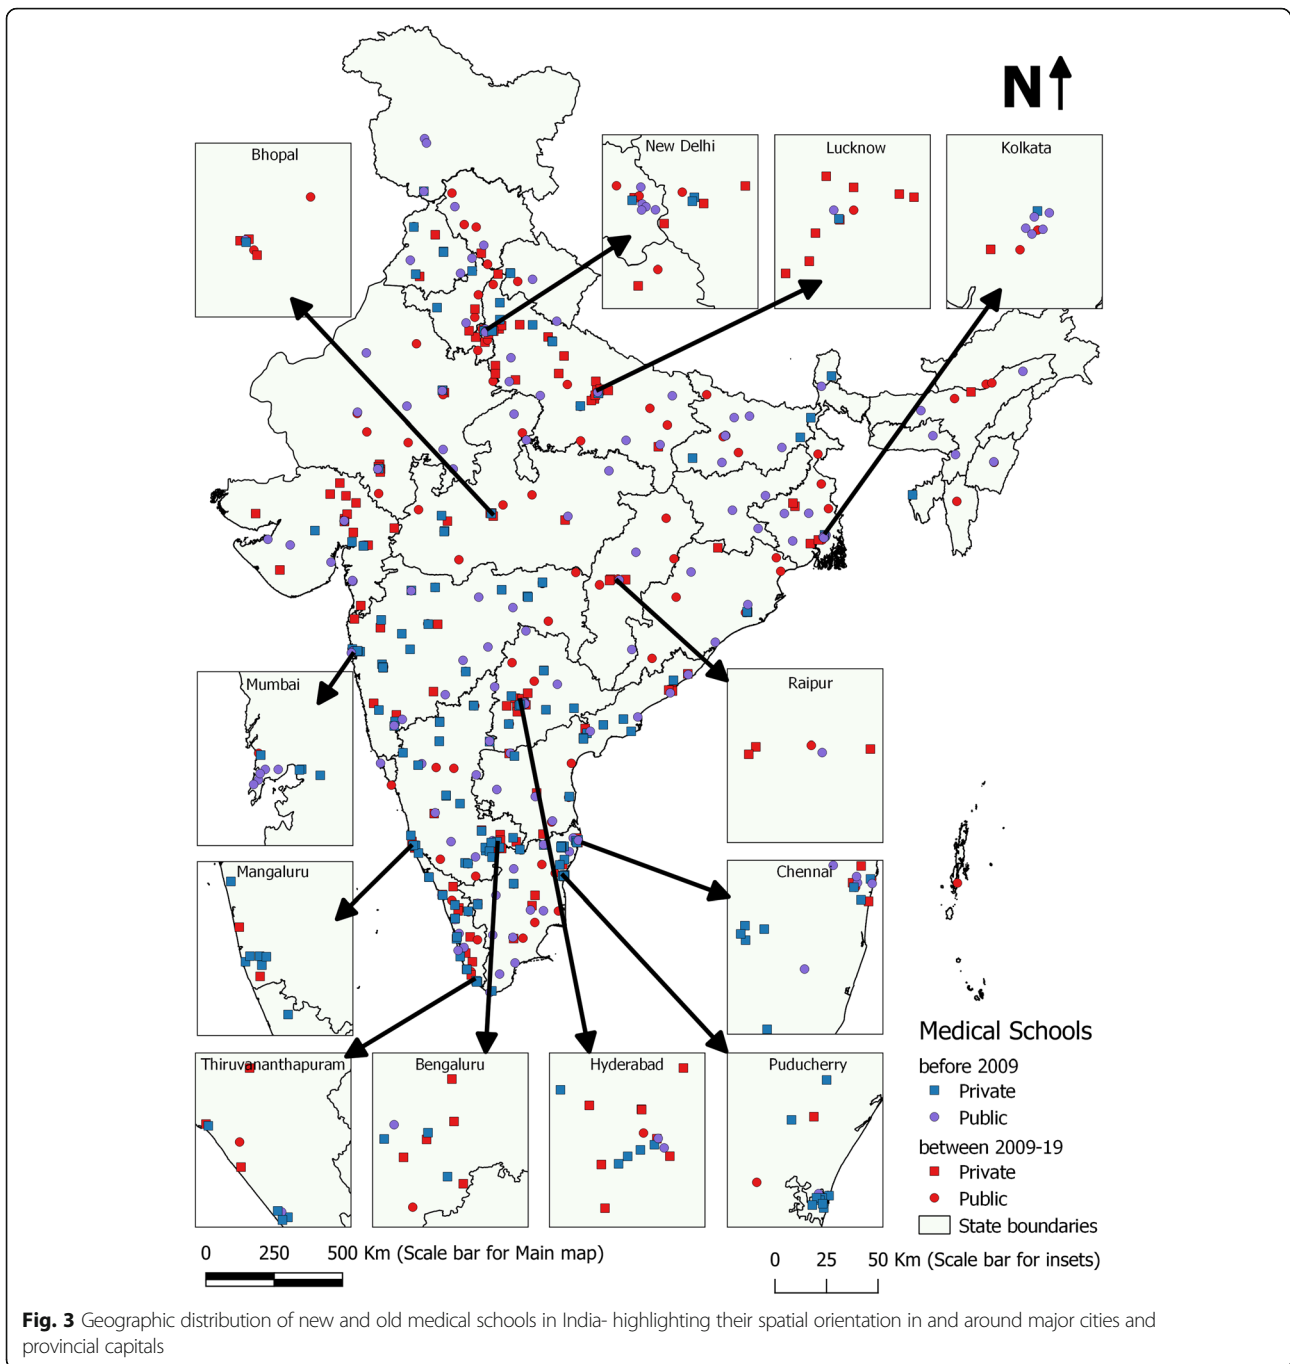 N
Bhopal
New Delhi
Lucknow
Kolkata
Mumbai
Raipur
Mangaluru
Chennai
Thiruvananthapuram
Bengaluru
Hyderabad
Puducherry
Medical Schools
before 2009
Private
Public
between 2009-19
Private
Public
State boundaries
0 250 500 Km (Scale bar for Main map)
0 25 50 Km (Scale bar for insets)
Fig. 3 Geographic distribution of new and old medical schools in India- highlighting their spatial orientation in and around major cities and
provincial capitals